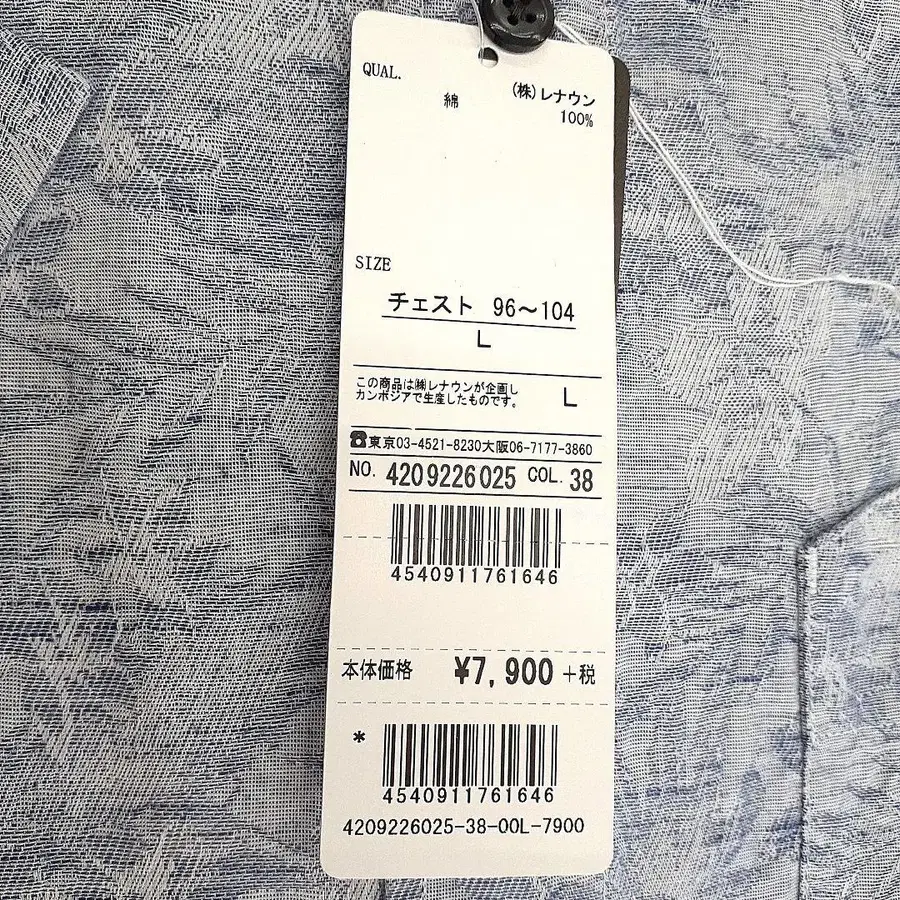 QUAL.
(株)レナウン
綿 100%
SIZE
チェスト 96〜104
L
この商品は㈱レナウンが企画し
カンボジアで生産したものです。
L
☎東京03-4521-8230大阪06-7177-3860
NO. 4209226025 COL. 38
4540911761646
本体価格 ¥7,900 +税
*
4540911761646
4209226025-38-00L-7900